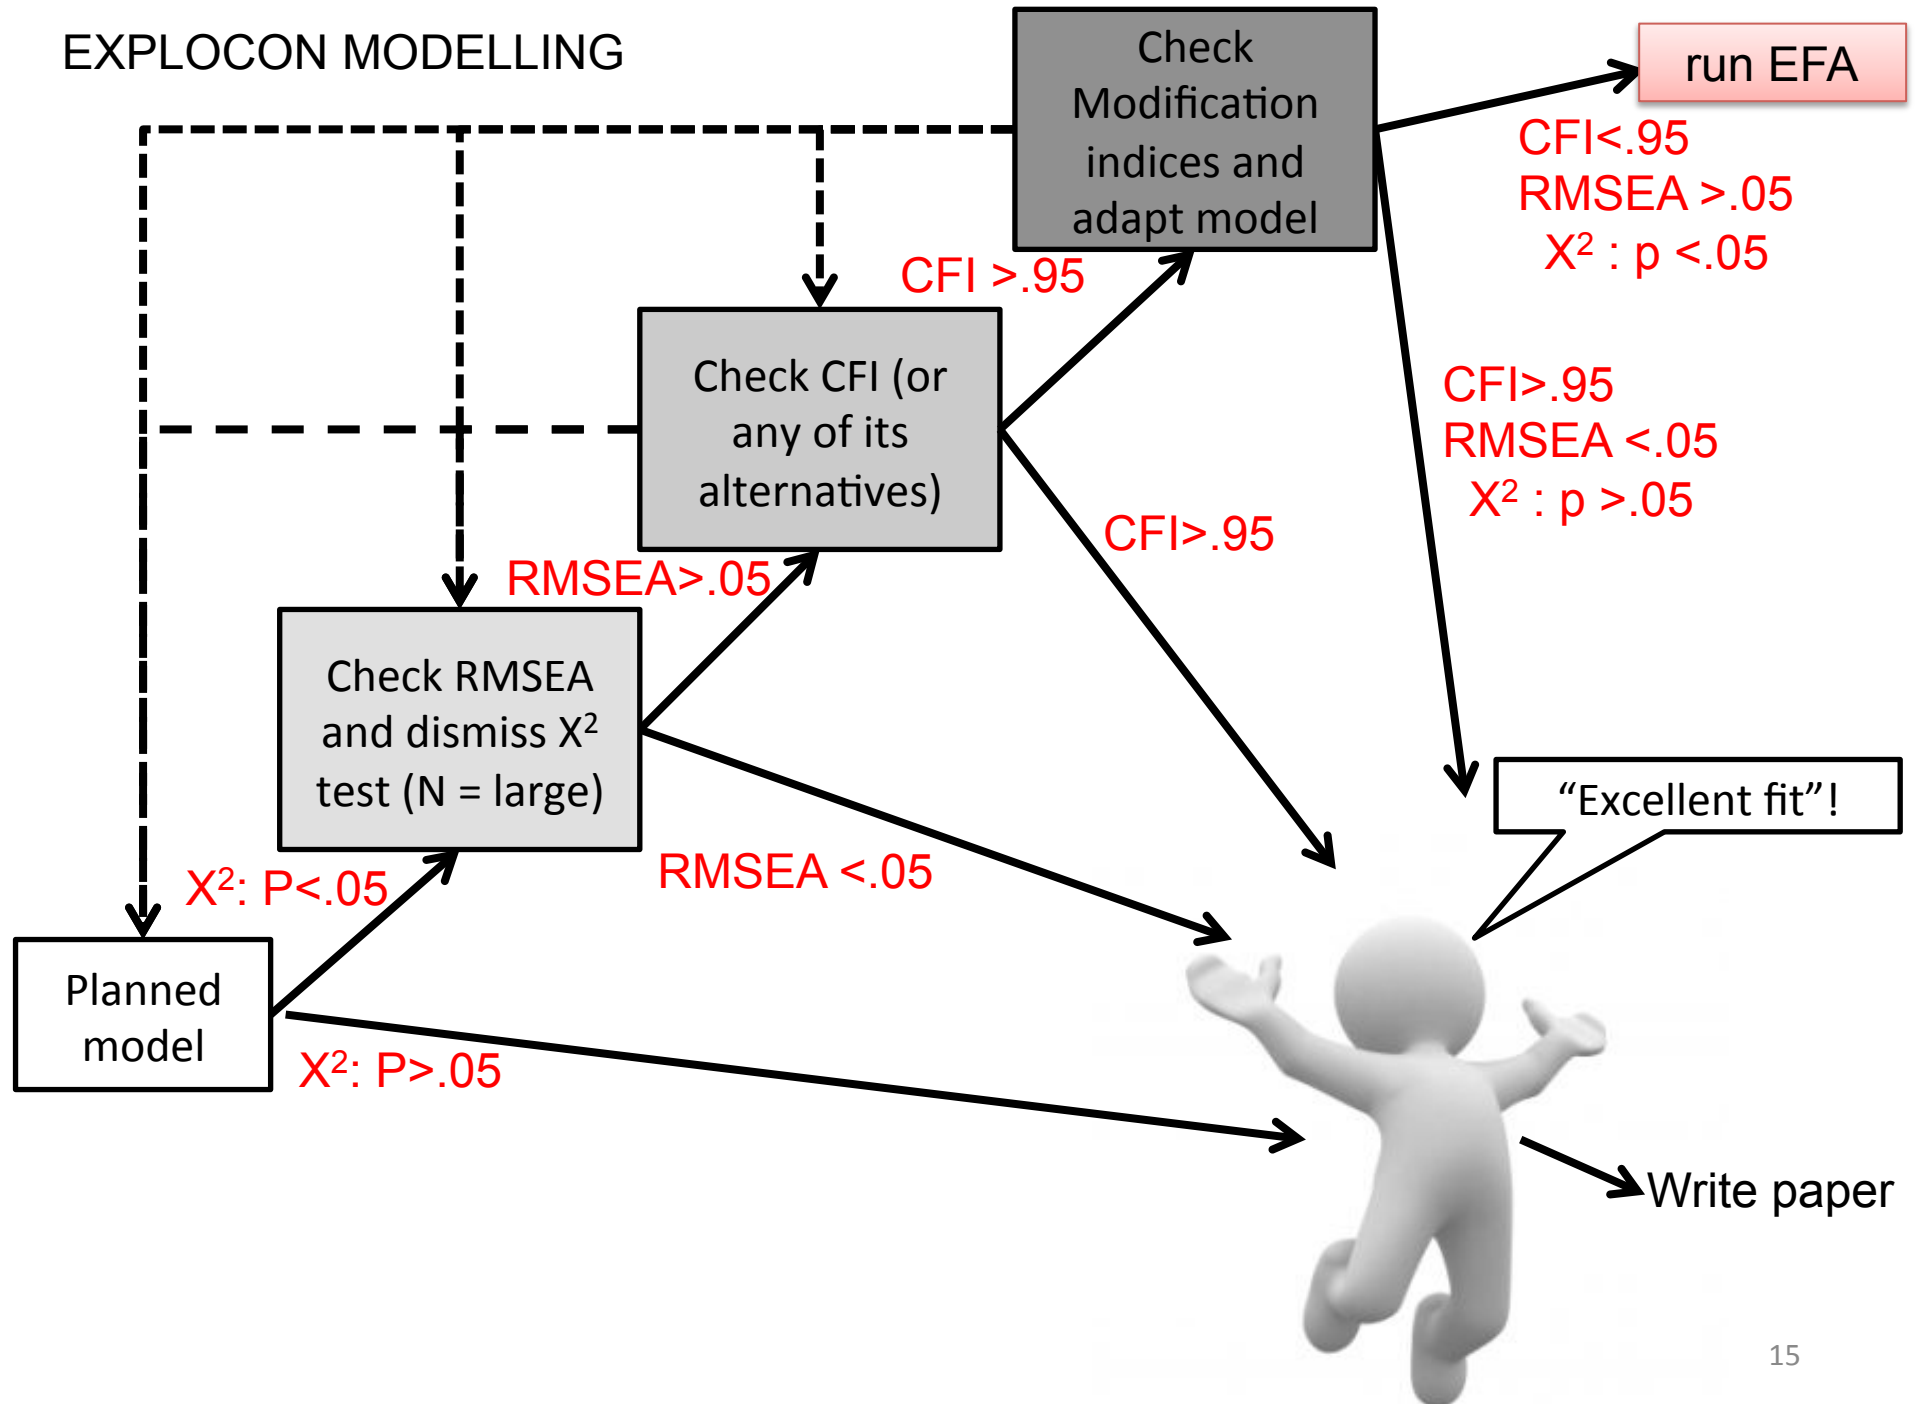 EXPLOCON MODELLING
Check
Modification
indices and
adapt model
run EFA
CFI<.95
RMSEA >.05
X² : p <.05
CFI >.95
Check CFI (or
any of its
alternatives)
CFI>.95
RMSEA <.05
X² : p >.05
CFI>.95
RMSEA>.05
Check RMSEA
and dismiss X²
test (N = large)
“Excellent fit”!
RMSEA <.05
X²: P<.05
Planned
model
X²: P>.05
Write paper
15